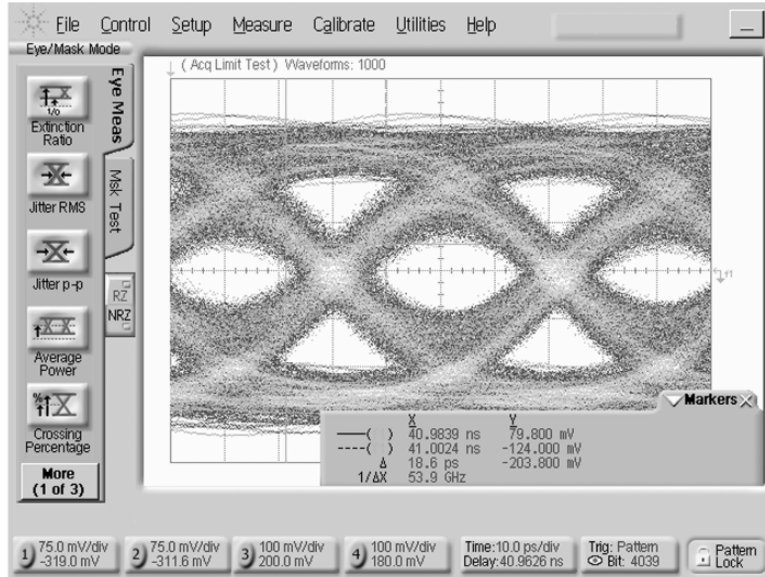 File Control Setup Measure Calibrate Utilities Help
Eye/Mask Mode
(Acq Limit Test) Waveforms: 1000
Eye Meas
Msk Test
1/0
Extinction
Ratio
Jitter RMS
Jitter p-p
RZ
NRZ
Average
Power
%
Crossing
Percentage
More
(1 of 3)
f1
Markers
X Y
——( ) 40.9839 ns 79.800 mV
----( ) 41.0024 ns -124.000 mV
Δ 18.6 ps -203.800 mV
1/ΔX 53.9 GHz
1 75.0 mV/div
-319.0 mV
2 75.0 mV/div
-311.6 mV
3 100 mV/div
200.0 mV
4 100 mV/div
180.0 mV
Time:10.0 ps/div
Delay:40.9626 ns
Trig: Pattern
Bit: 4039
Pattern
Lock